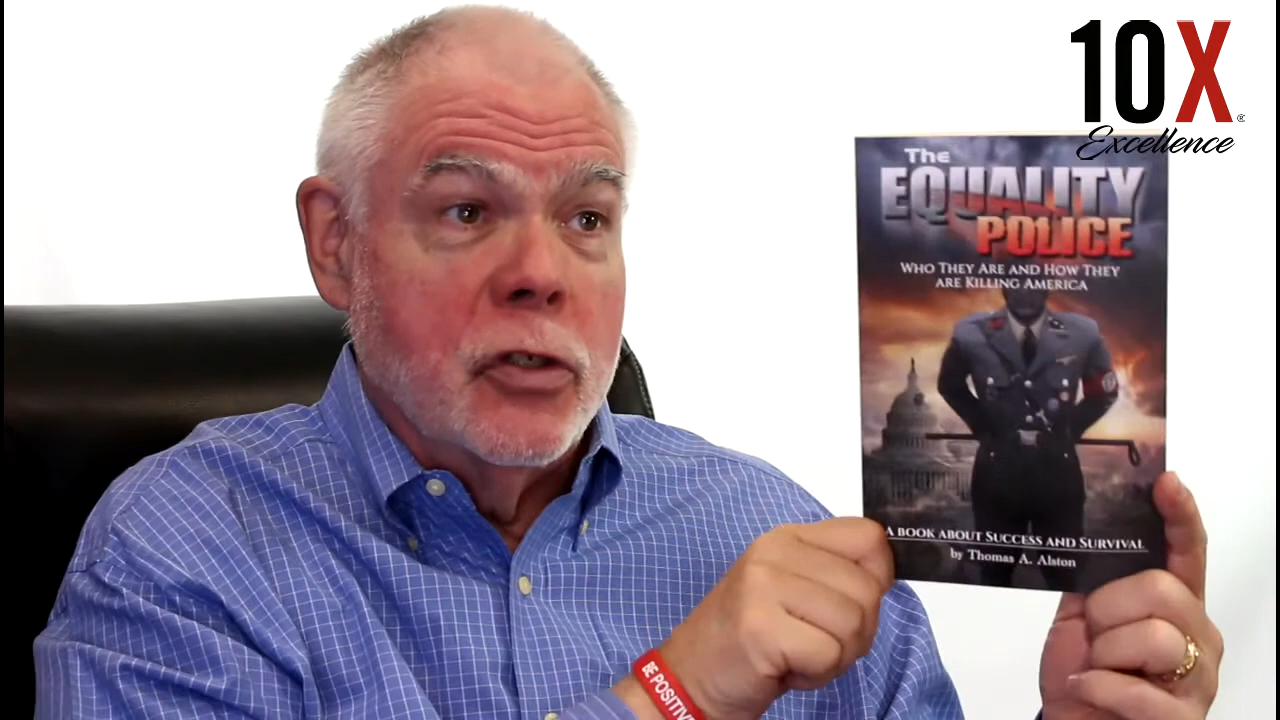 10X
Excellence
The
EQUALITY
POLICE
WHO THEY ARE AND HOW THEY
ARE KILLING AMERICA
A BOOK ABOUT SUCCESS AND SURVIVAL
by Thomas A. Alston
BE POSITIVE